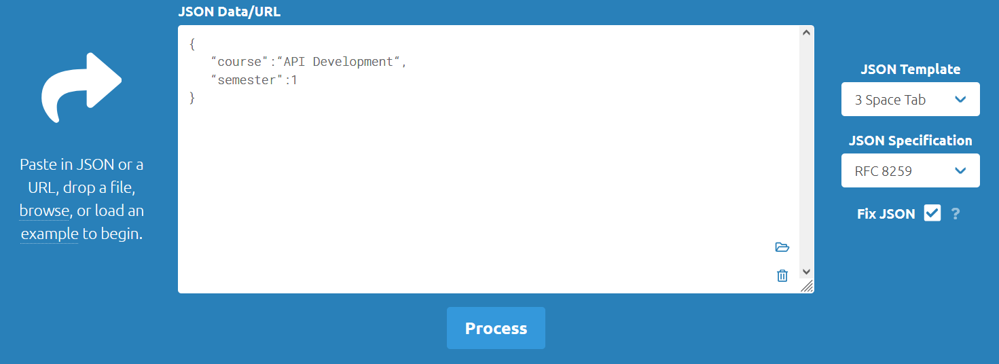 JSON Data/URL
{
“course":“API Development“,
“semester":1
}
Paste in JSON or a
URL, drop a file,
browse, or load an
example to begin.
JSON Template
3 Space Tab
JSON Specification
RFC 8259
Fix JSON ?
Process